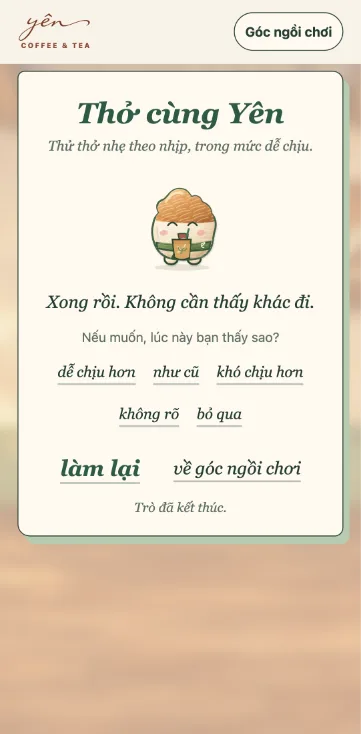 yên
COFFEE & TEA
Góc ngồi chơi
Thở cùng Yên
Thử thở nhẹ theo nhịp, trong mức dễ chịu.
Xong rồi. Không cần thấy khác đi.
Nếu muốn, lúc này bạn thấy sao?
dễ chịu hơn như cũ khó chịu hơn
không rõ bỏ qua
làm lại về góc ngồi chơi
Trò đã kết thúc.